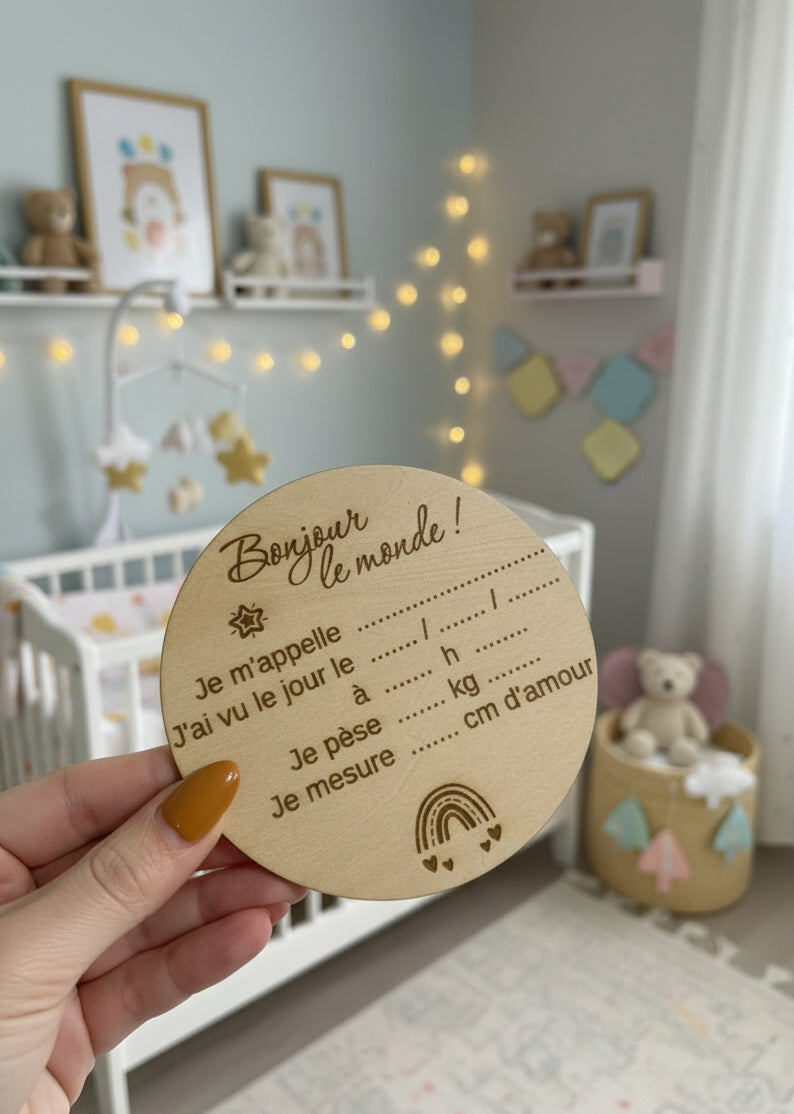 Bonjour
le monde !
Je m'appelle ..............................
J'ai vu le jour le ....... / ....... / ........
à ....... h ........
Je pèse ....... kg ........
Je mesure ....... cm d'amour